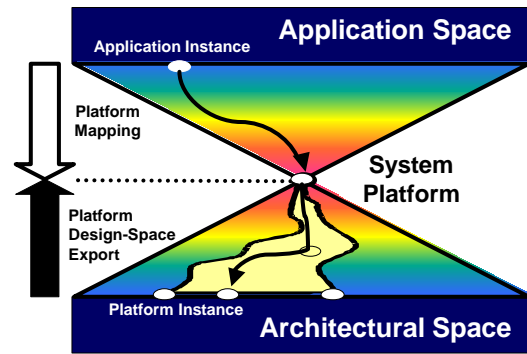 Application Space
Application Instance
Platform
Mapping
System
Platform
Platform
Design-Space
Export
Platform Instance
Architectural Space